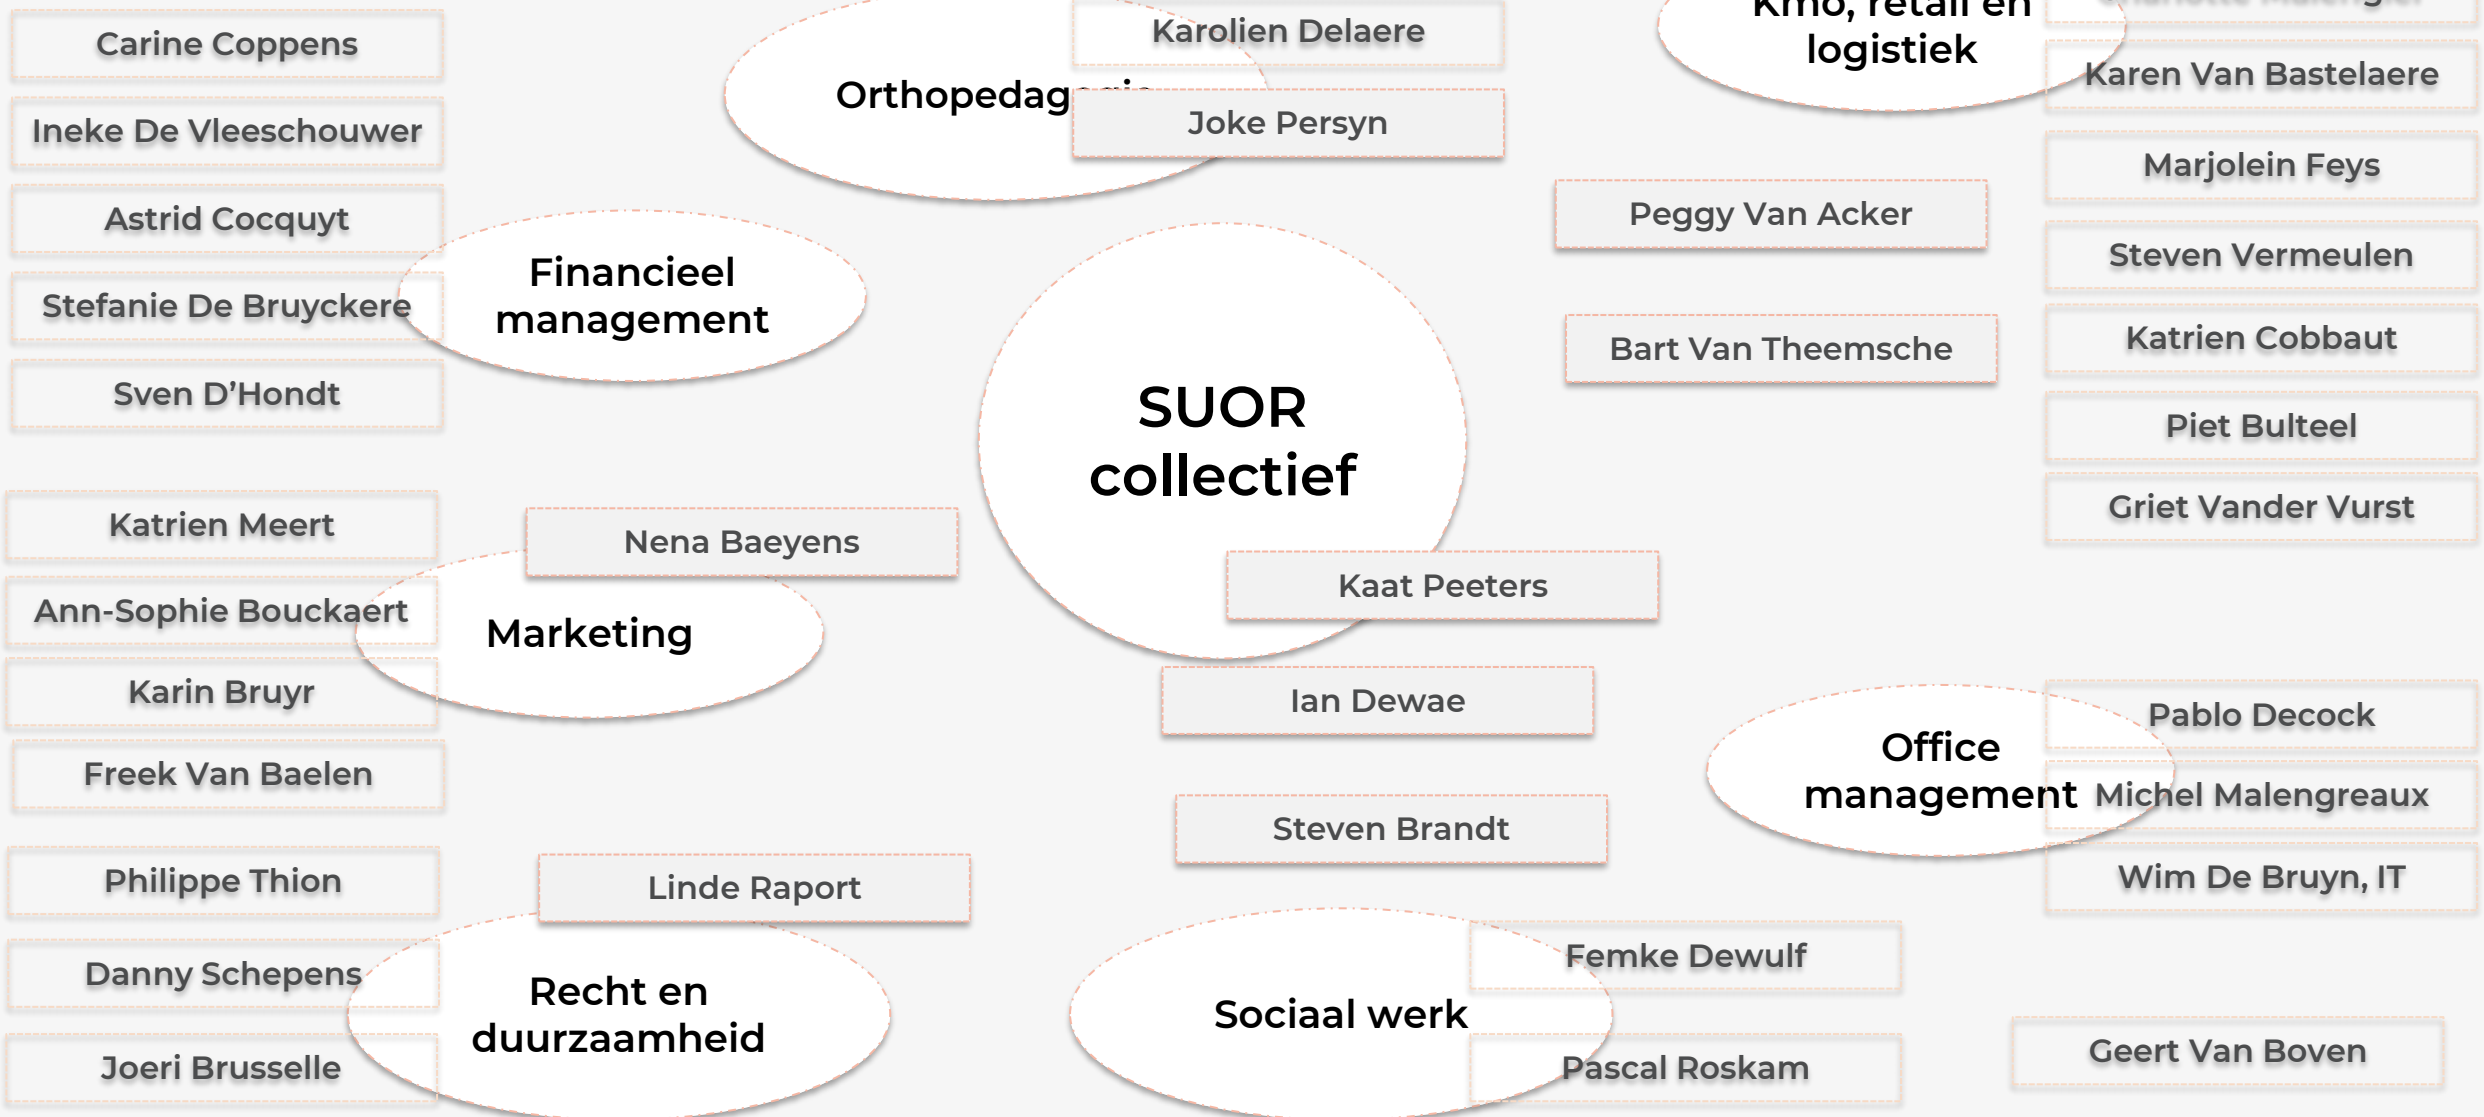 Carine Coppens
Ineke De Vleeschouwer
Astrid Cocquyt
Stefanie De Bruyckere
Sven D’Hondt
Financieel
management
Karolien Delaere
Joke Persyn
Kmo, retail en
logistiek
Karen Van Bastelaere
Marjolein Feys
Steven Vermeulen
Katrien Cobbaut
Piet Bulteel
Griet Vander Vurst
Peggy Van Acker
Bart Van Theemsche
SUOR
collectief
Kaat Peeters
Ian Dewae
Steven Brandt
Katrien Meert
Ann-Sophie Bouckaert
Karin Bruyr
Freek Van Baelen
Nena Baeyens
Marketing
Office
management
Pablo Decock
Michel Malengreaux
Wim De Bruyn, IT
Philippe Thion
Danny Schepens
Joeri Brusselle
Linde Raport
Recht en
duurzaamheid
Sociaal werk
Femke Dewulf
Pascal Roskam
Geert Van Boven